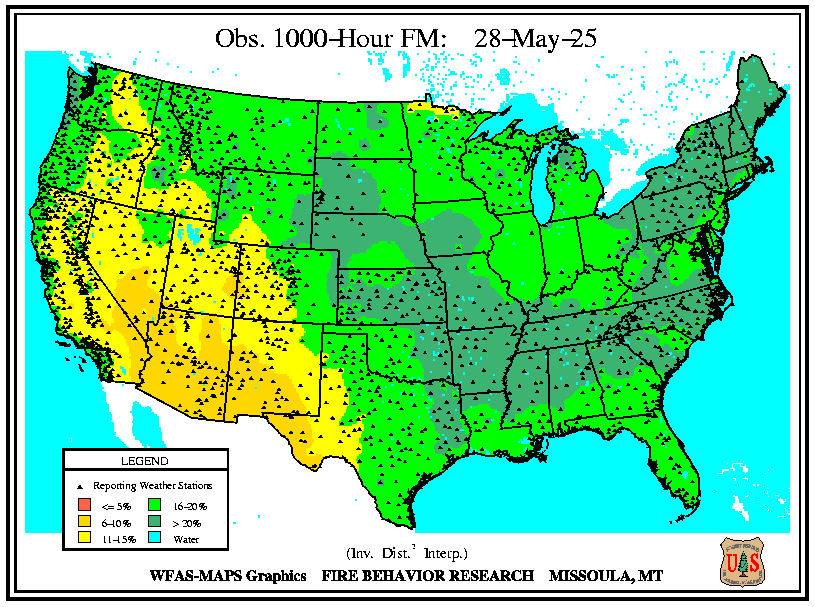 Obs. 1000-Hour FM: 28-May-25
LEGEND
Reporting Weather Stations
<= 5% 16-20%
6-10% > 20%
11-15% Water
(Inv. Dist.² Interp.)
WFAS-MAPS Graphics FIRE BEHAVIOR RESEARCH MISSOULA, MT
U S